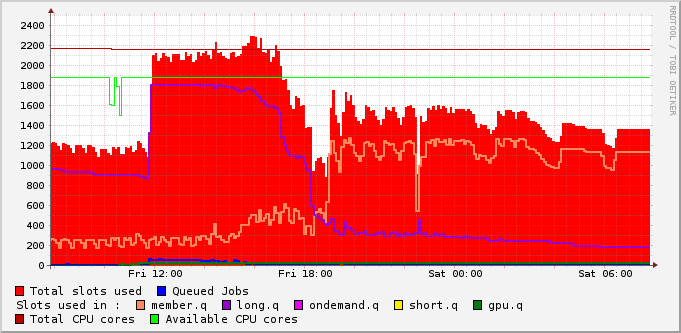 RRDTOOL / TOBI OETIKER
2400
2200
2000
1800
1600
1400
1200
1000
800
600
400
200
0
Fri 12:00 Fri 18:00 Sat 00:00 Sat 06:00
Total slots used Queued Jobs
Slots used in : member.q long.q ondemand.q short.q gpu.q
Total CPU cores Available CPU cores